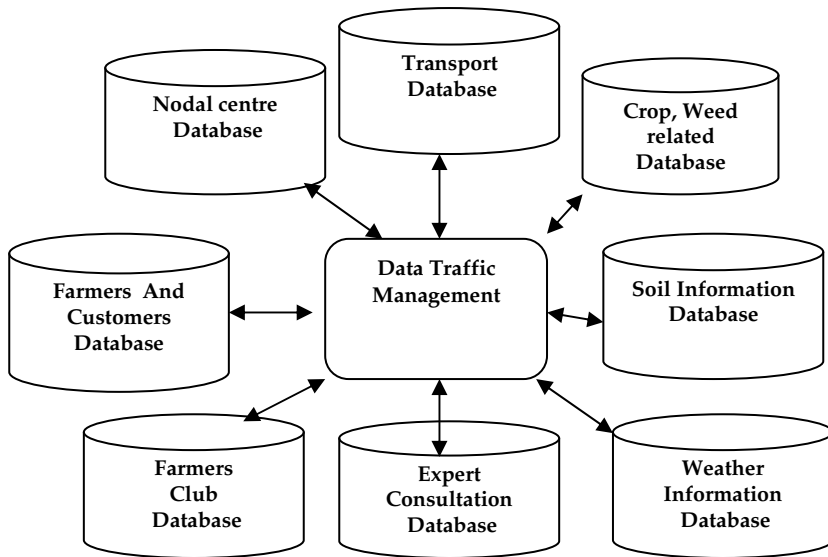 Transport
Database
Nodal centre
Database
Crop, Weed
related
Database
Data Traffic
Management
Farmers And
Customers
Database
Soil Information
Database
Farmers
Club
Database
Expert
Consultation
Database
Weather
Information
Database